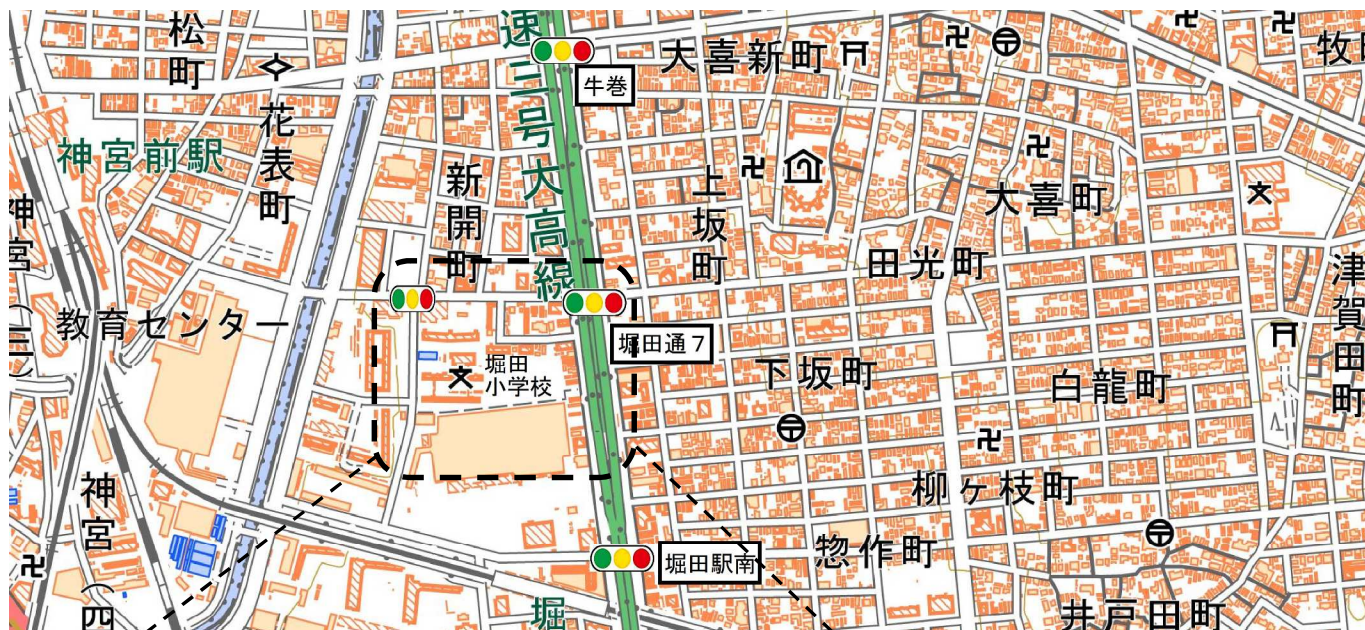 松町
速三号大高線
牛巻
大喜新町
花表町
神宮前駅
新開町
上坂町
大喜町
神宮(三)
田光町
津賀田町
教育センター
堀田通7
堀田
小学校
下坂町
白龍町
神宮(四
柳ヶ枝町
惣作町
堀田駅南
堀
井戸田町